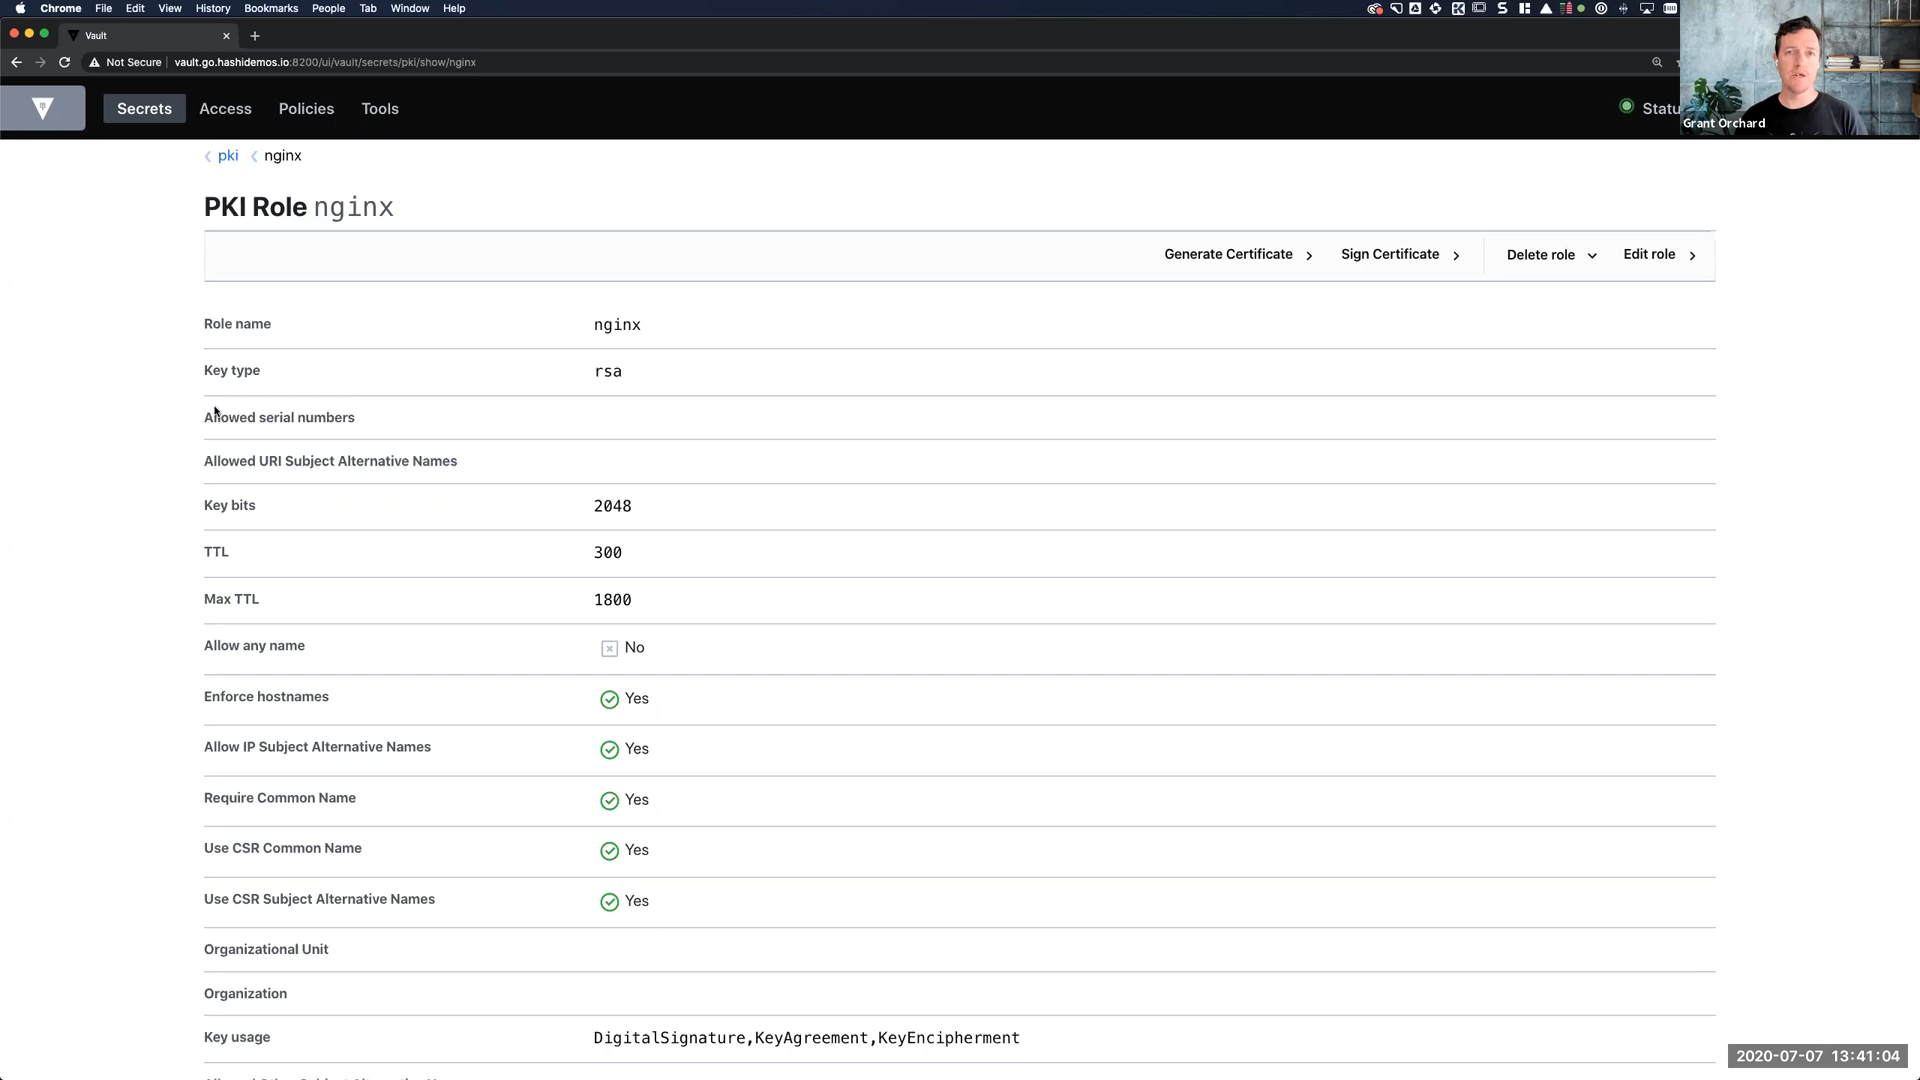 Chrome File Edit View History Bookmarks People Tab Window Help
Vault
Not Secure vault.go.hashidemos.io:8200/ui/vault/secrets/pki/show/nginx
Secrets Access Policies Tools
Statu
Grant Orchard
pki nginx
PKI Role nginx
Generate Certificate Sign Certificate Delete role Edit role
Role name nginx
Key type rsa
Allowed serial numbers
Allowed URI Subject Alternative Names
Key bits 2048
TTL 300
Max TTL 1800
Allow any name No
Enforce hostnames Yes
Allow IP Subject Alternative Names Yes
Require Common Name Yes
Use CSR Common Name Yes
Use CSR Subject Alternative Names Yes
Organizational Unit
Organization
Key usage DigitalSignature,KeyAgreement,KeyEncipherment
2020-07-07 13:41:04